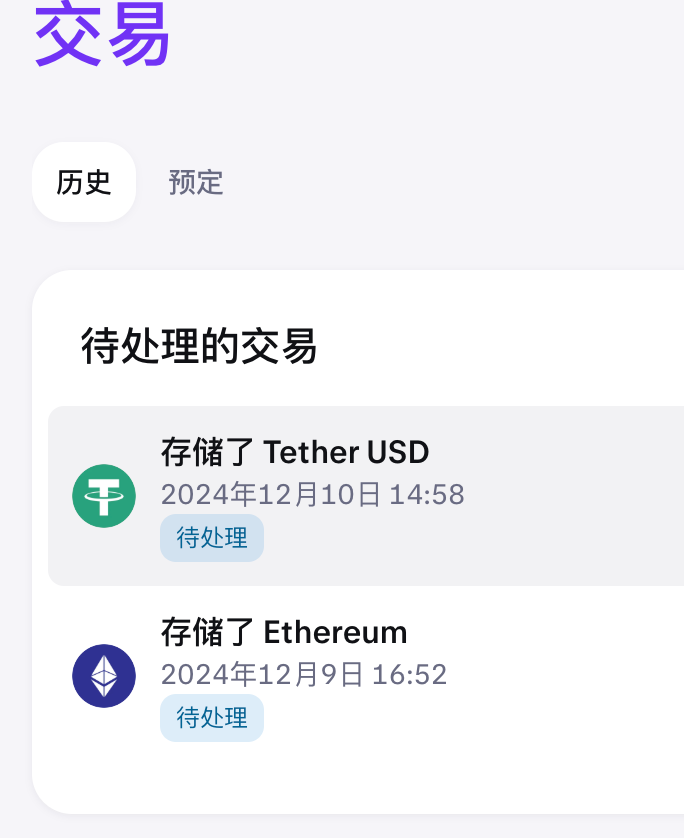 交易
历史
预定
待处理的交易
存储了 Tether USD
2024年12月10日 14:58
待处理
存储了 Ethereum
2024年12月9日 16:52
待处理